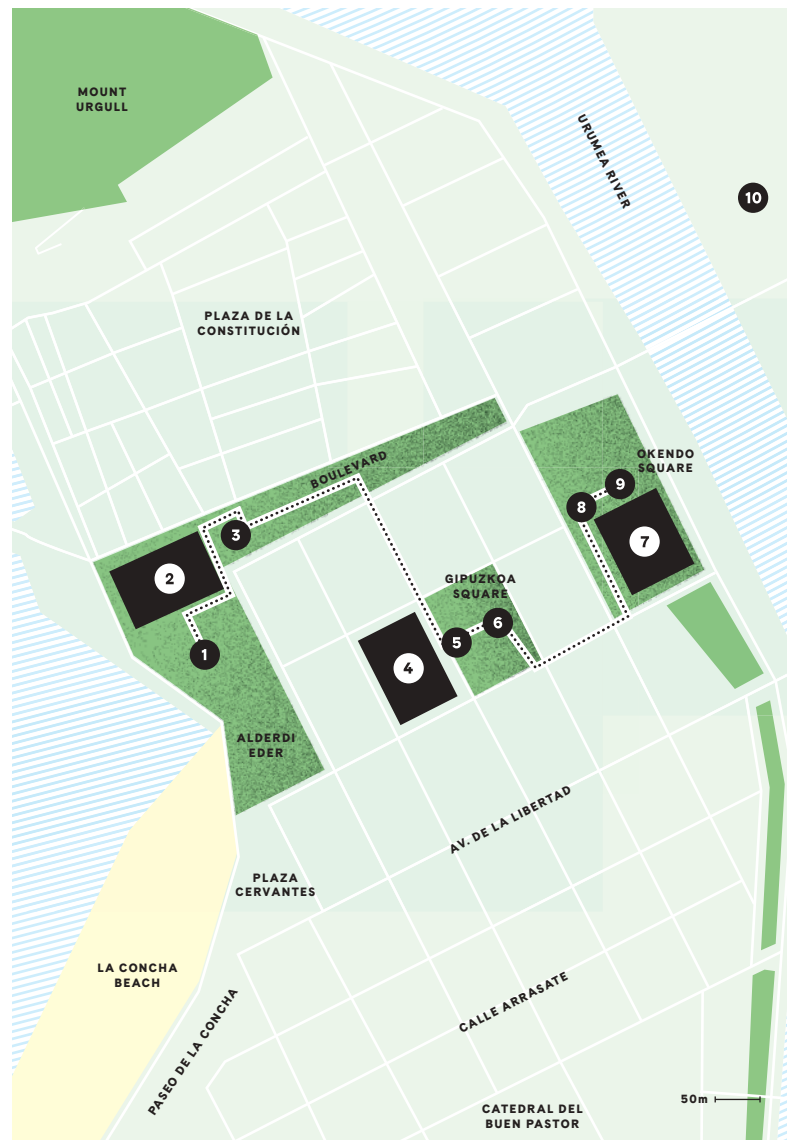 MOUNT
URGULL
URUMEA RIVER
10
PLAZA DE LA
CONSTITUCIÓN
BOULEVARD
OKENDO
SQUARE
9
8
7
3
2
GIPUZKOA
SQUARE
6
5
1
4
ALDERDI
EDER
AV. DE LA LIBERTAD
PLAZA
CERVANTES
LA CONCHA
BEACH
CALLE ARRASATE
PASEO DE LA CONCHA
50m
CATEDRAL DEL
BUEN PASTOR